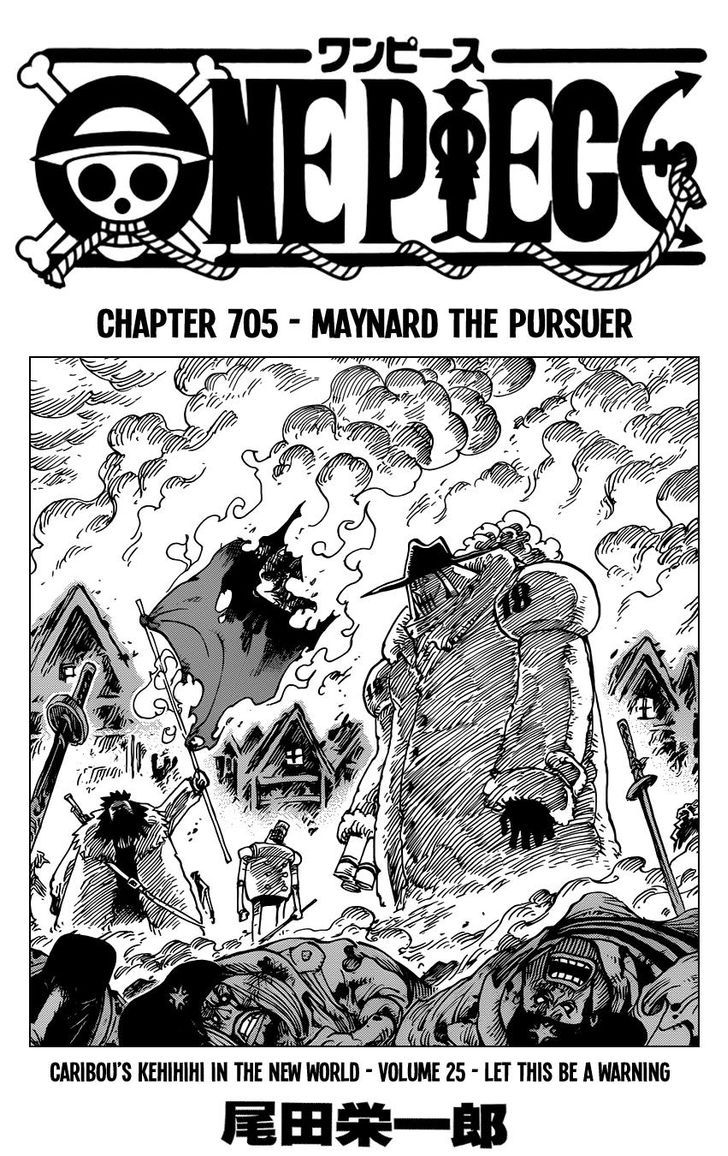 ワンピース
ONE PIECE
CHAPTER 705 - MAYNARD THE PURSUER
18
18
CARIBOU'S KEHIHIHI IN THE NEW WORLD - VOLUME 25 - LET THIS BE A WARNING
尾田栄一郎